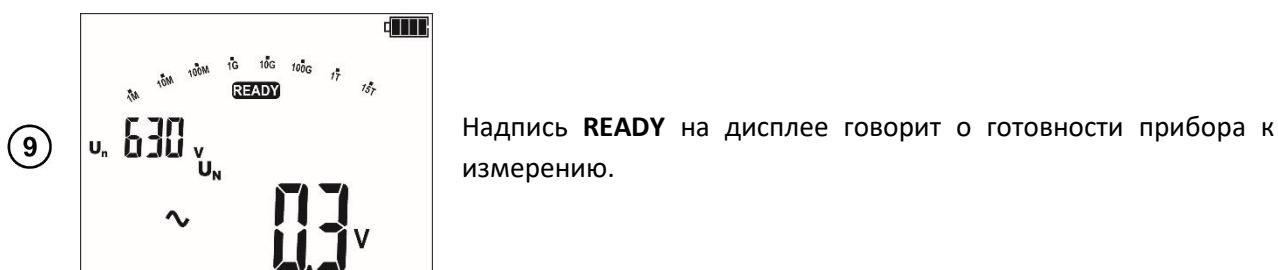 1M 10M 100M 1G 10G 100G 1T 15T
READY
9
Un 630 V
UN
~ 0.3 V
Надпись READY на дисплее говорит о готовности прибора к
измерению.